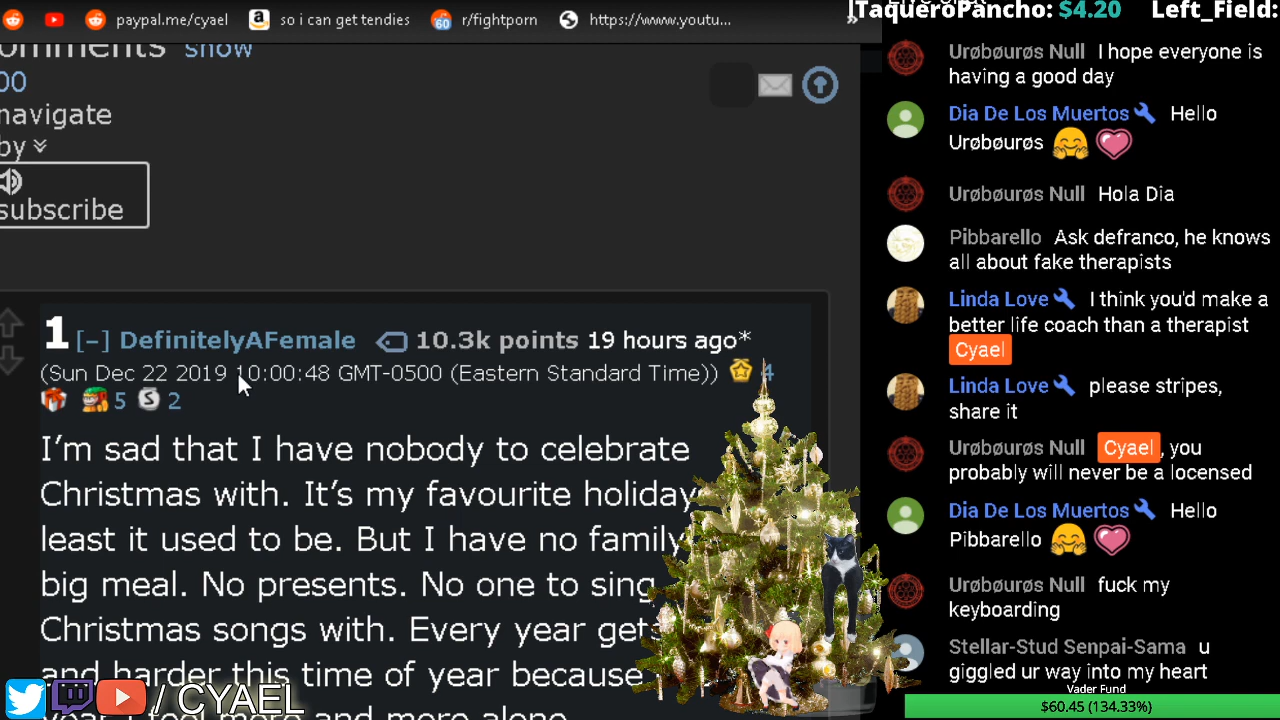 paypal.me/cyael so i can get tendies 60 r/fightporn https://www.youtu... »
TaqueroPancho: $4.20 Left_Field:
omments show
00
navigate
by
subscribe
1 [–] DefinitelyAFemale 10.3k points 19 hours ago*
(Sun Dec 22 2019 10:00:48 GMT-0500 (Eastern Standard Time)) 4
5 S 2
I’m sad that I have nobody to celebrate
Christmas with. It’s my favourite holiday
least it used to be. But I have no family
big meal. No presents. No one to sing
Christmas songs with. Every year gets
and harder this time of year because
year I feel more and more alone
/ CYAEL
Urøbøurøs Null I hope everyone is
having a good day
Dia De Los Muertos Hello
Urøbøurøs
Urøbøurøs Null Hola Dia
Pibbarello Ask defranco, he knows
all about fake therapists
Linda Love I think you'd make a
better life coach than a therapist
Cyael
Linda Love please stripes,
share it
Urøbøurøs Null Cyael, you
probably will never be a locensed
Dia De Los Muertos Hello
Pibbarello
Urøbøurøs Null fuck my
keyboarding
Stellar-Stud Senpai-Sama u
giggled ur way into my heart
Vader Fund
$60.45 (134.33%)